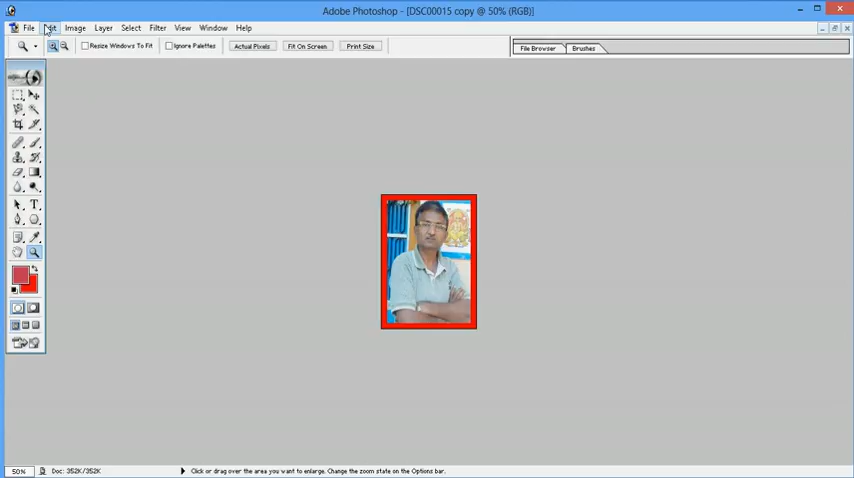 Adobe Photoshop - [DSC00015 copy @ 50% (RGB)]
File Edit Image Layer Select Filter View Window Help
Resize Windows To Fit Ignore Palettes Actual Pixels Fit On Screen Print Size File Browser Brushes
T
50% Doc: 352K/352K Click or drag over the area you want to enlarge. Change the zoom state on the Options bar.